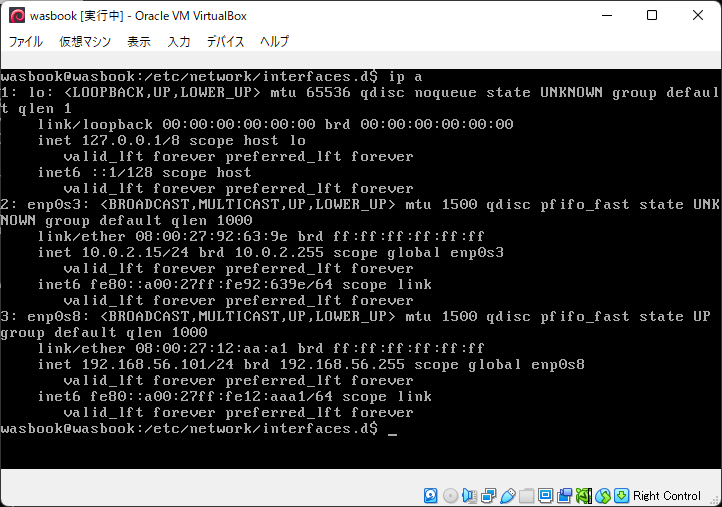 wasbook [実行中] - Oracle VM VirtualBox
ファイル 仮想マシン 表示 入力 デバイス ヘルプ
wasbook@wasbook:/etc/network/interfaces.d$ ip a
1: lo: <LOOPBACK,UP,LOWER_UP> mtu 65536 qdisc noqueue state UNKNOWN group defaul
t qlen 1
    link/loopback 00:00:00:00:00:00 brd 00:00:00:00:00:00
    inet 127.0.0.1/8 scope host lo
       valid_lft forever preferred_lft forever
    inet6 ::1/128 scope host
       valid_lft forever preferred_lft forever
2: enp0s3: <BROADCAST,MULTICAST,UP,LOWER_UP> mtu 1500 qdisc pfifo_fast state UNK
NOWN group default qlen 1000
    link/ether 08:00:27:92:63:9e brd ff:ff:ff:ff:ff:ff
    inet 10.0.2.15/24 brd 10.0.2.255 scope global enp0s3
       valid_lft forever preferred_lft forever
    inet6 fe80::a00:27ff:fe92:639e/64 scope link
       valid_lft forever preferred_lft forever
3: enp0s8: <BROADCAST,MULTICAST,UP,LOWER_UP> mtu 1500 qdisc pfifo_fast state UP
group default qlen 1000
    link/ether 08:00:27:12:aa:a1 brd ff:ff:ff:ff:ff:ff
    inet 192.168.56.101/24 brd 192.168.56.255 scope global enp0s8
       valid_lft forever preferred_lft forever
    inet6 fe80::a00:27ff:fe12:aaa1/64 scope link
       valid_lft forever preferred_lft forever
wasbook@wasbook:/etc/network/interfaces.d$ _
Right Control